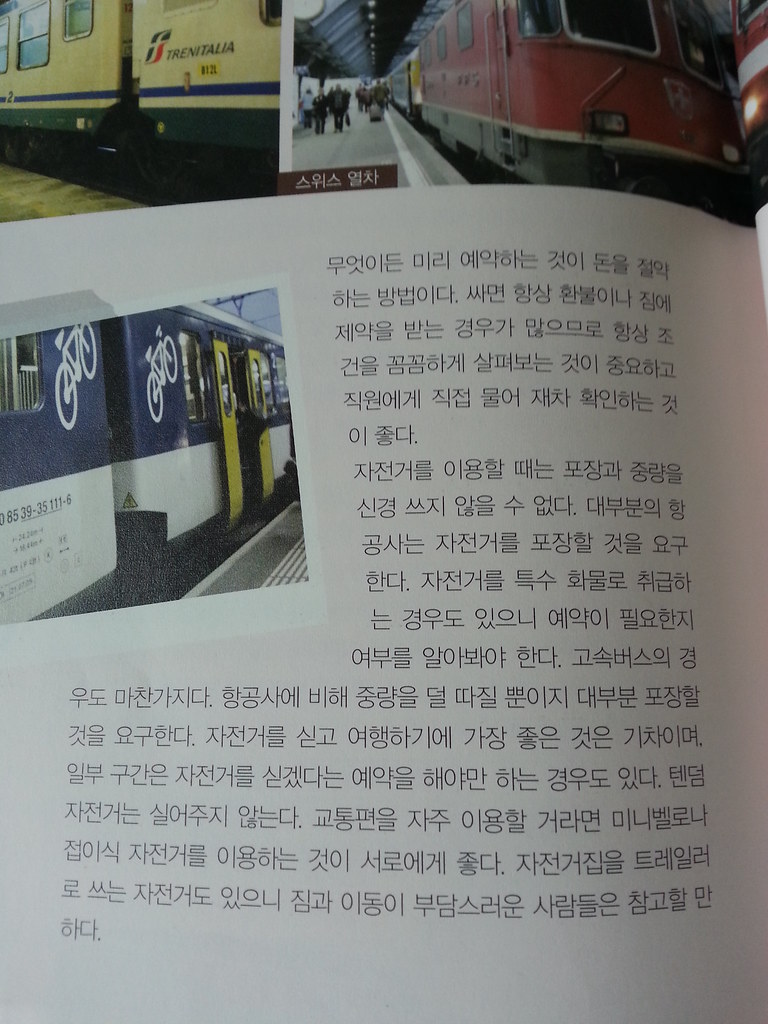 TRENITALIA
812L
2
스위스 열차
무엇이든 미리 예약하는 것이 돈을 절약
하는 방법이다. 싸면 항상 환불이나 짐에
제약을 받는 경우가 많으므로 항상 조
건을 꼼꼼하게 살펴보는 것이 중요하고
직원에게 직접 물어 재차 확인하는 것
이 좋다.
자전거를 이용할 때는 포장과 중량을
신경 쓰지 않을 수 없다. 대부분의 항
공사는 자전거를 포장할 것을 요구
한다. 자전거를 특수 화물로 취급하
는 경우도 있으니 예약이 필요한지
여부를 알아봐야 한다. 고속버스의 경
우도 마찬가지다. 항공사에 비해 중량을 덜 따질 뿐이지 대부분 포장할
것을 요구한다. 자전거를 싣고 여행하기에 가장 좋은 것은 기차이며,
일부 구간은 자전거를 싣겠다는 예약을 해야만 하는 경우도 있다. 텐덤
자전거는 실어주지 않는다. 교통편을 자주 이용할 거라면 미니벨로나
접이식 자전거를 이용하는 것이 서로에게 좋다. 자전거집을 트레일러
로 쓰는 자전거도 있으니 짐과 이동이 부담스러운 사람들은 참고할 만
하다.
0 85 39-35 111-6